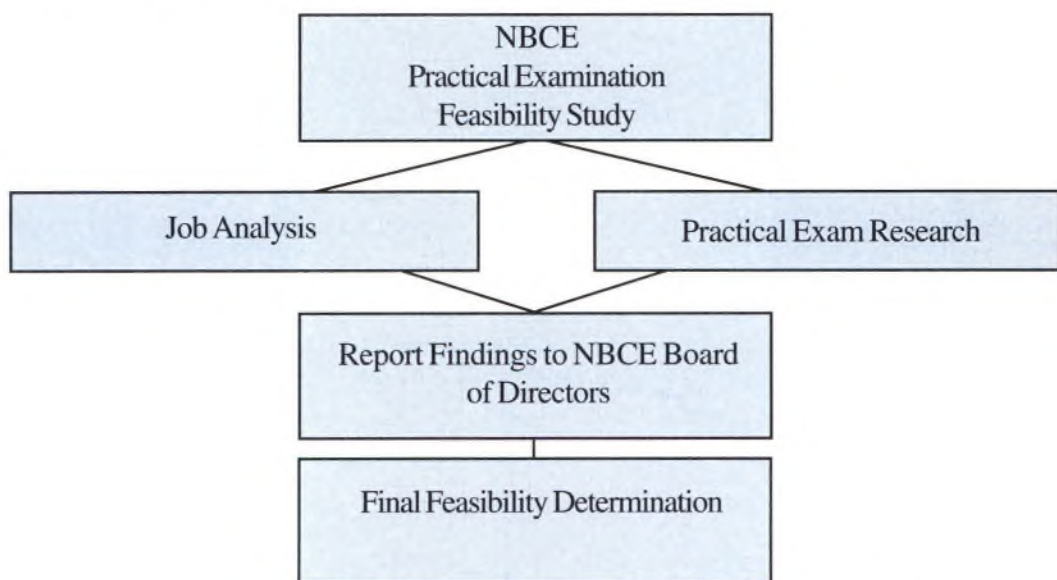 NBCE
Practical Examination
Feasibility Study
Job Analysis
Practical Exam Research
Report Findings to NBCE Board
of Directors
Final Feasibility Determination